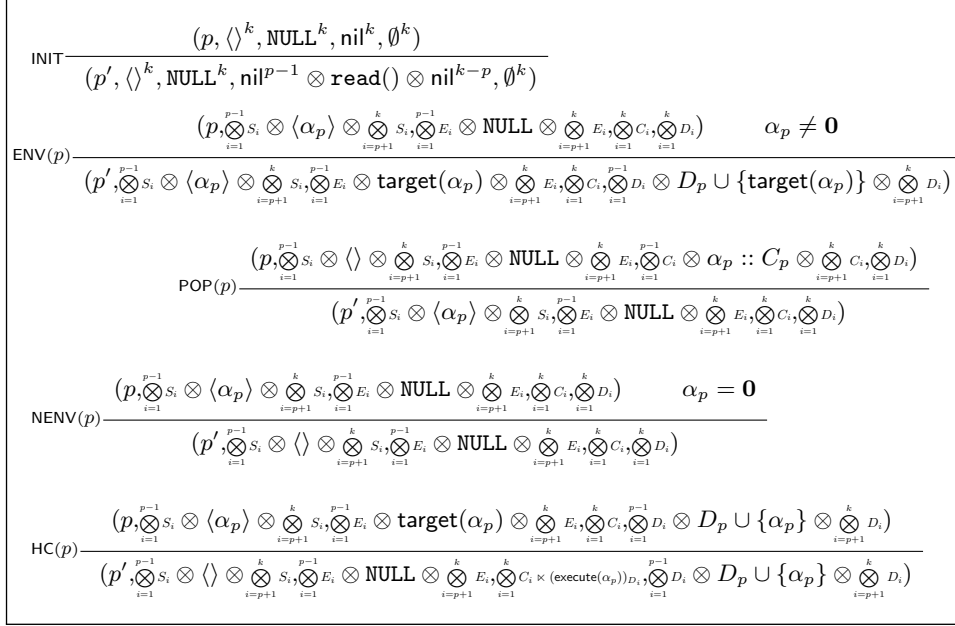 INIT
(p, ⟨⟩^k, NULL^k, nil^k, ∅^k)
(p′, ⟨⟩^k, NULL^k, nil^{p−1} ⊗ read() ⊗ nil^{k−p}, ∅^k)
ENV(p)
(p, ⊗_{i=1}^{p−1} S_i ⊗ ⟨α_p⟩ ⊗ ⊗_{i=p+1}^{k} S_i, ⊗_{i=1}^{p−1} E_i ⊗ NULL ⊗ ⊗_{i=p+1}^{k} E_i, ⊗_{i=1}^{k} C_i, ⊗_{i=1}^{k} D_i) α_p ≠ 0
(p′, ⊗_{i=1}^{p−1} S_i ⊗ ⟨α_p⟩ ⊗ ⊗_{i=p+1}^{k} S_i, ⊗_{i=1}^{p−1} E_i ⊗ target(α_p) ⊗ ⊗_{i=p+1}^{k} E_i, ⊗_{i=1}^{k} C_i, ⊗_{i=1}^{p−1} D_i ⊗ D_p ∪ {target(α_p)} ⊗ ⊗_{i=p+1}^{k} D_i)
POP(p)
(p, ⊗_{i=1}^{p−1} S_i ⊗ ⟨⟩ ⊗ ⊗_{i=p+1}^{k} S_i, ⊗_{i=1}^{p−1} E_i ⊗ NULL ⊗ ⊗_{i=p+1}^{k} E_i, ⊗_{i=1}^{p−1} C_i ⊗ α_p :: C_p ⊗ ⊗_{i=p+1}^{k} C_i, ⊗_{i=1}^{k} D_i)
(p′, ⊗_{i=1}^{p−1} S_i ⊗ ⟨α_p⟩ ⊗ ⊗_{i=p+1}^{k} S_i, ⊗_{i=1}^{p−1} E_i ⊗ NULL ⊗ ⊗_{i=p+1}^{k} E_i, ⊗_{i=1}^{k} C_i, ⊗_{i=1}^{k} D_i)
NENV(p)
(p, ⊗_{i=1}^{p−1} S_i ⊗ ⟨α_p⟩ ⊗ ⊗_{i=p+1}^{k} S_i, ⊗_{i=1}^{p−1} E_i ⊗ NULL ⊗ ⊗_{i=p+1}^{k} E_i, ⊗_{i=1}^{k} C_i, ⊗_{i=1}^{k} D_i) α_p = 0
(p′, ⊗_{i=1}^{p−1} S_i ⊗ ⟨⟩ ⊗ ⊗_{i=p+1}^{k} S_i, ⊗_{i=1}^{p−1} E_i ⊗ NULL ⊗ ⊗_{i=p+1}^{k} E_i, ⊗_{i=1}^{k} C_i, ⊗_{i=1}^{k} D_i)
HC(p)
(p, ⊗_{i=1}^{p−1} S_i ⊗ ⟨α_p⟩ ⊗ ⊗_{i=p+1}^{k} S_i, ⊗_{i=1}^{p−1} E_i ⊗ target(α_p) ⊗ ⊗_{i=p+1}^{k} E_i, ⊗_{i=1}^{k} C_i, ⊗_{i=1}^{p−1} D_i ⊗ D_p ∪ {α_p} ⊗ ⊗_{i=p+1}^{k} D_i)
(p′, ⊗_{i=1}^{p−1} S_i ⊗ ⟨⟩ ⊗ ⊗_{i=p+1}^{k} S_i, ⊗_{i=1}^{p−1} E_i ⊗ NULL ⊗ ⊗_{i=p+1}^{k} E_i, ⊗_{i=1}^{k} C_i ⋉ (execute(α_p))_{D_i}, ⊗_{i=1}^{p−1} D_i ⊗ D_p ∪ {α_p} ⊗ ⊗_{i=p+1}^{k} D_i)